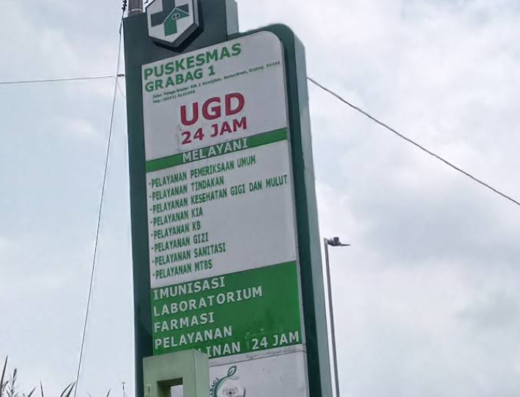 PUSKESMAS
GRABAG 1
UGD
24 JAM
MELAYANI
-PELAYANAN PEMERIKSAAN UMUM
-PELAYANAN TINDAKAN
-PELAYANAN KESEHATAN GIGI DAN MULUT
-PELAYANAN KIA
-PELAYANAN KB
-PELAYANAN GIZI
-PELAYANAN SANITASI
-PELAYANAN MTBS
IMUNISASI
LABORATORIUM
FARMASI
PELAYANAN
LINAN 24 JAM